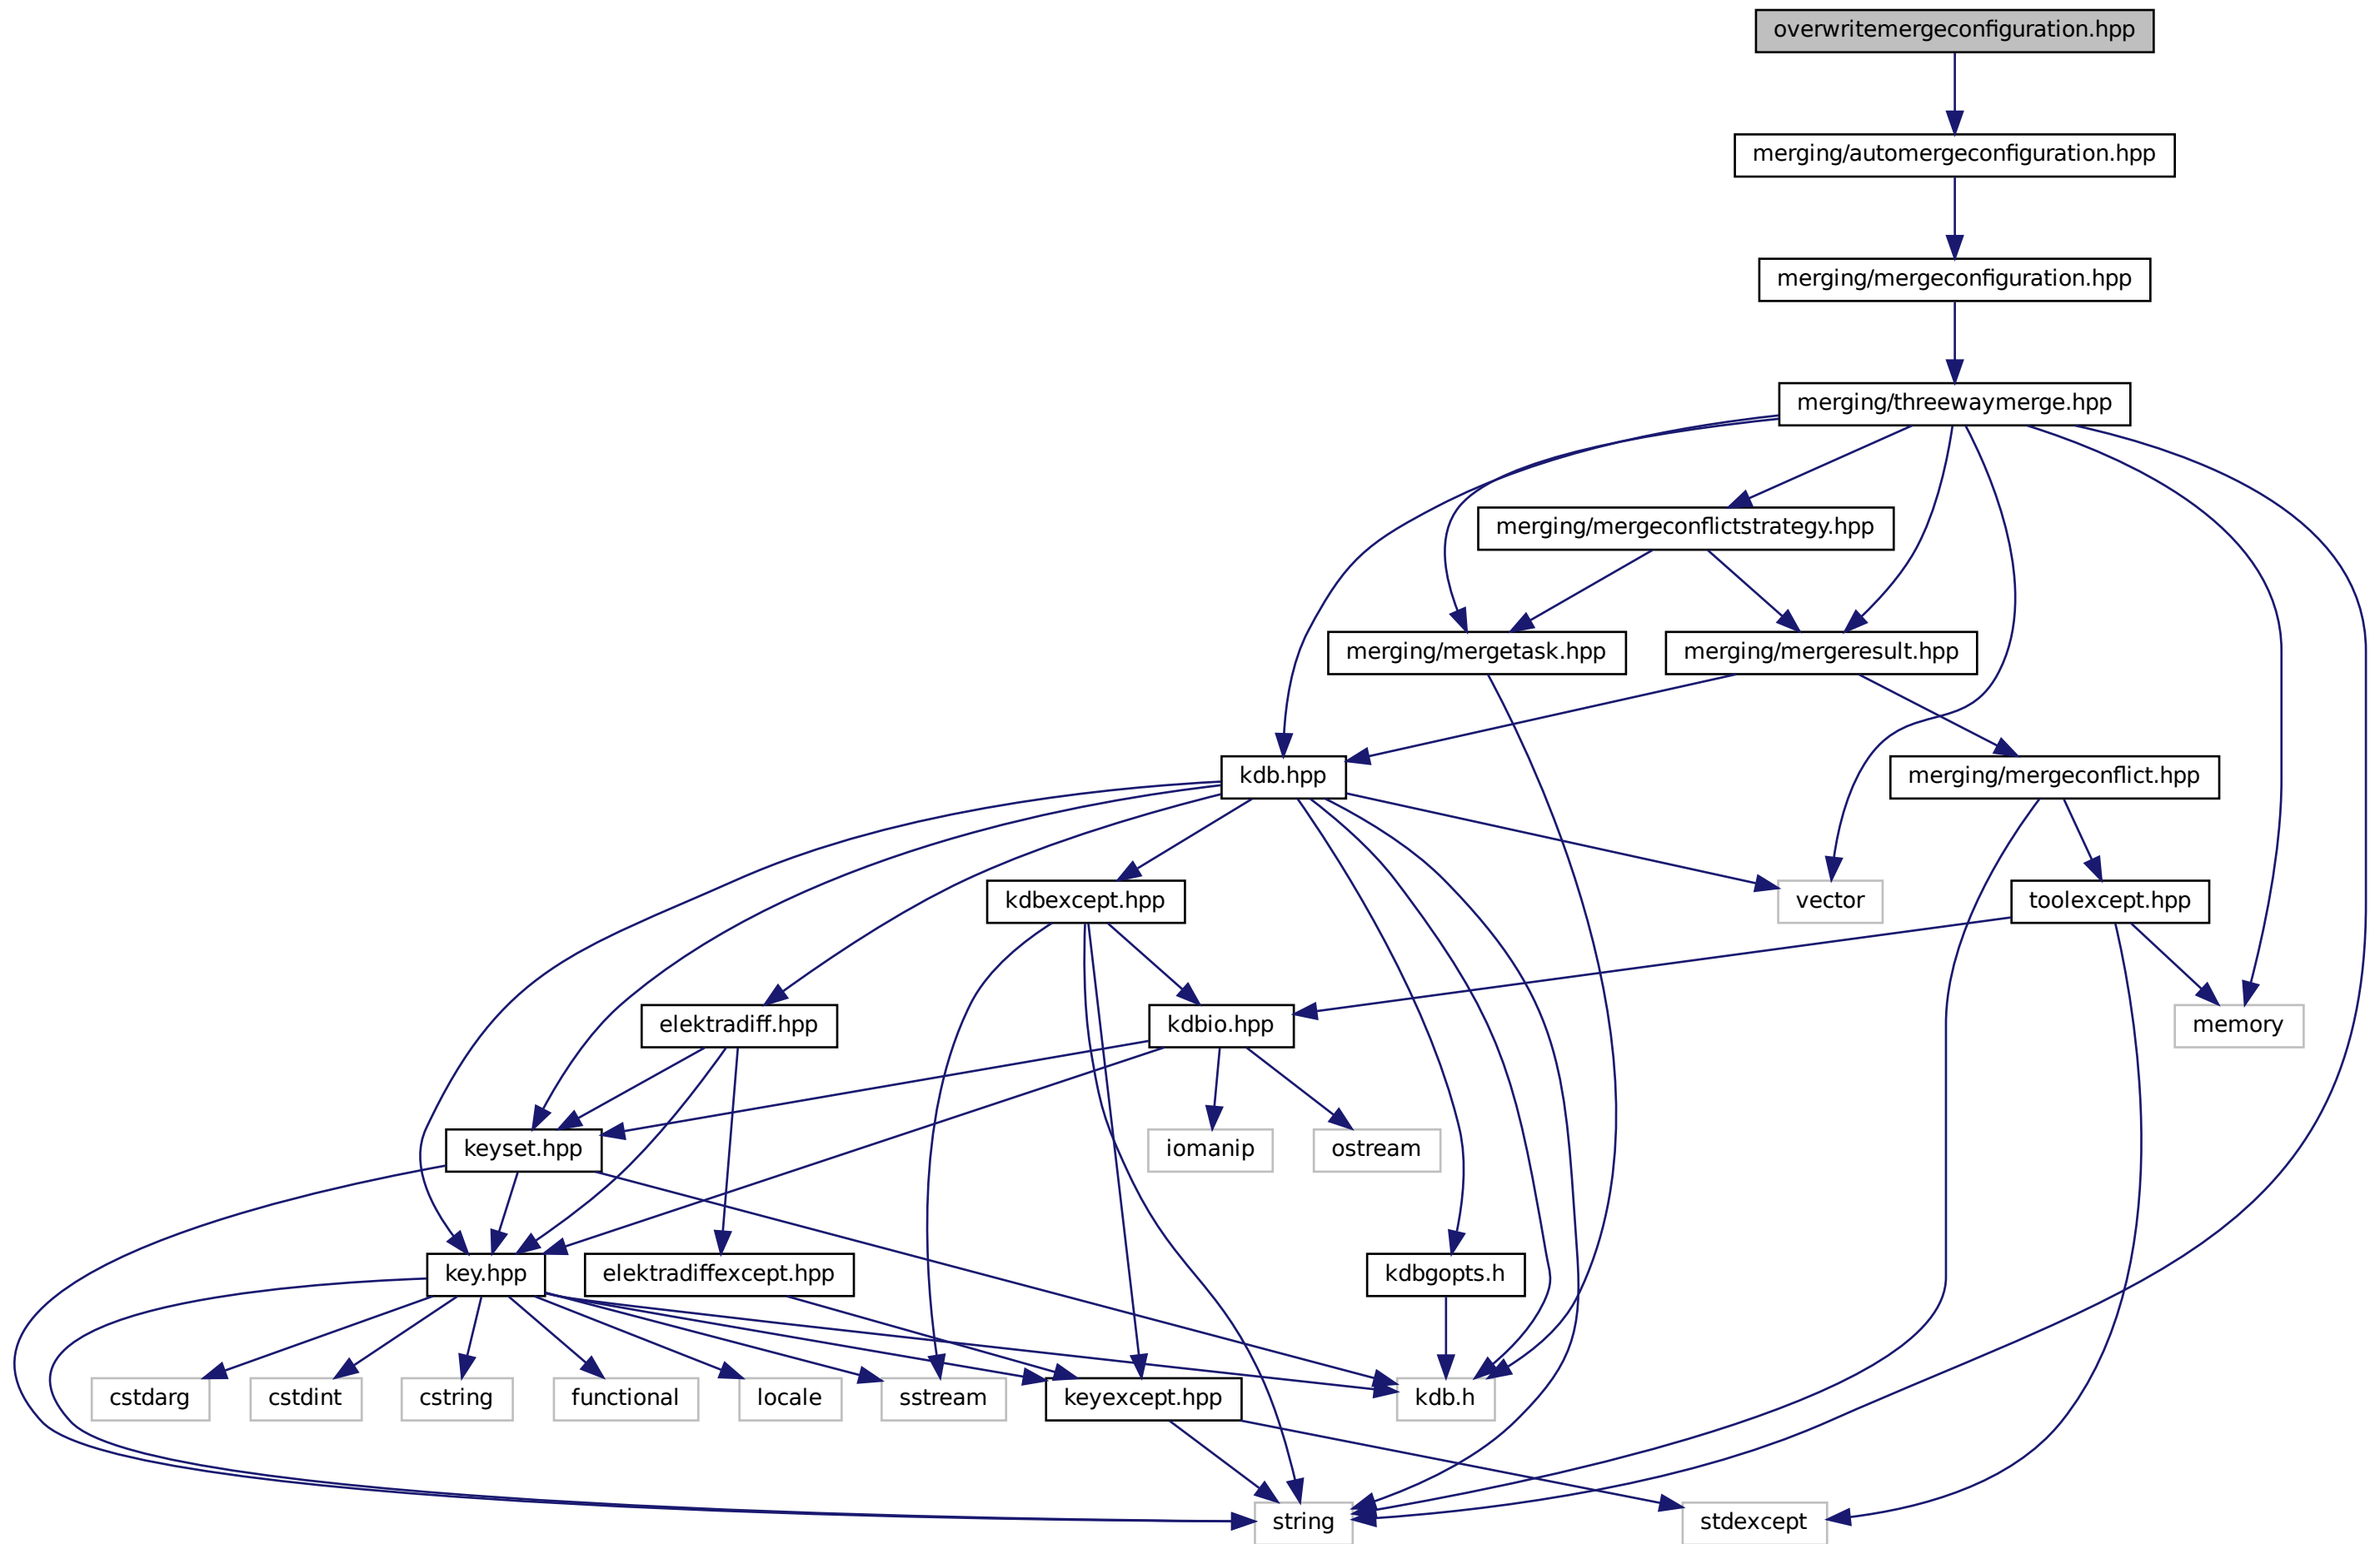 overwritemergeconfiguration.hpp
merging/automergeconfiguration.hpp
merging/mergeconfiguration.hpp
merging/threewaymerge.hpp
merging/mergeconflictstrategy.hpp
merging/mergetask.hpp
merging/mergeresult.hpp
kdb.hpp
merging/mergeconflict.hpp
kdbexcept.hpp
vector
toolexcept.hpp
elektradiff.hpp
kdbio.hpp
memory
keyset.hpp
iomanip
ostream
key.hpp
elektradiffexcept.hpp
kdbgopts.h
cstdarg
cstdint
cstring
functional
locale
sstream
keyexcept.hpp
kdb.h
string
stdexcept